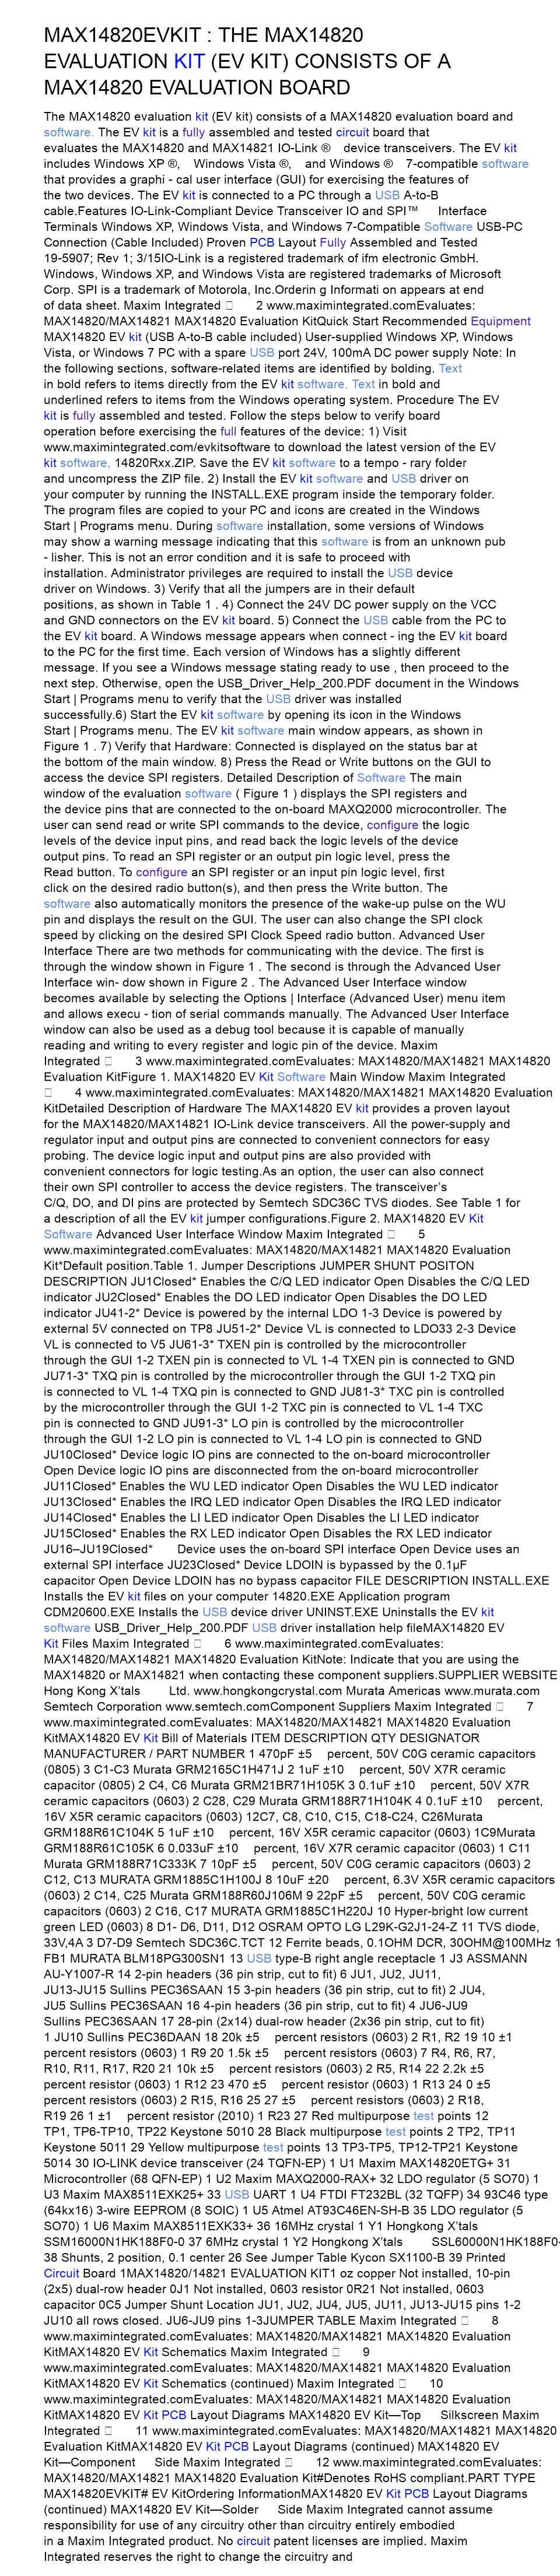 MAX14820EVKIT : THE MAX14820
EVALUATION KIT (EV KIT) CONSISTS OF A
MAX14820 EVALUATION BOARD
The MAX14820 evaluation kit (EV kit) consists of a MAX14820 evaluation board and
software. The EV kit is a fully assembled and tested circuit board that
evaluates the MAX14820 and MAX14821 IO-Link ® device transceivers. The EV kit
includes Windows XP ®, Windows Vista ®, and Windows ® 7-compatible software
that provides a graphi - cal user interface (GUI) for exercising the features of
the two devices. The EV kit is connected to a PC through a USB A-to-B
cable.Features IO-Link-Compliant Device Transceiver IO and SPI™ Interface
Terminals Windows XP, Windows Vista, and Windows 7-Compatible Software USB-PC
Connection (Cable Included) Proven PCB Layout Fully Assembled and Tested
19-5907; Rev 1; 3/15IO-Link is a registered trademark of ifm electronic GmbH.
Windows, Windows XP, and Windows Vista are registered trademarks of Microsoft
Corp. SPI is a trademark of Motorola, Inc.Orderin g Informati on appears at end
of data sheet. Maxim Integrated □ 2 www.maximintegrated.comEvaluates:
MAX14820/MAX14821 MAX14820 Evaluation KitQuick Start Recommended Equipment
MAX14820 EV kit (USB A-to-B cable included) User-supplied Windows XP, Windows
Vista, or Windows 7 PC with a spare USB port 24V, 100mA DC power supply Note: In
the following sections, software-related items are identified by bolding. Text
in bold refers to items directly from the EV kit software. Text in bold and
underlined refers to items from the Windows operating system. Procedure The EV
kit is fully assembled and tested. Follow the steps below to verify board
operation before exercising the full features of the device: 1) Visit
www.maximintegrated.com/evkitsoftware to download the latest version of the EV
kit software, 14820Rxx.ZIP. Save the EV kit software to a tempo - rary folder
and uncompress the ZIP file. 2) Install the EV kit software and USB driver on
your computer by running the INSTALL.EXE program inside the temporary folder.
The program files are copied to your PC and icons are created in the Windows
Start | Programs menu. During software installation, some versions of Windows
may show a warning message indicating that this software is from an unknown pub
- lisher. This is not an error condition and it is safe to proceed with
installation. Administrator privileges are required to install the USB device
driver on Windows. 3) Verify that all the jumpers are in their default
positions, as shown in Table 1 . 4) Connect the 24V DC power supply on the VCC
and GND connectors on the EV kit board. 5) Connect the USB cable from the PC to
the EV kit board. A Windows message appears when connect - ing the EV kit board
to the PC for the first time. Each version of Windows has a slightly different
message. If you see a Windows message stating ready to use , then proceed to the
next step. Otherwise, open the USB_Driver_Help_200.PDF document in the Windows
Start | Programs menu to verify that the USB driver was installed
successfully.6) Start the EV kit software by opening its icon in the Windows
Start | Programs menu. The EV kit software main window appears, as shown in
Figure 1 . 7) Verify that Hardware: Connected is displayed on the status bar at
the bottom of the main window. 8) Press the Read or Write buttons on the GUI to
access the device SPI registers. Detailed Description of Software The main
window of the evaluation software ( Figure 1 ) displays the SPI registers and
the device pins that are connected to the on-board MAXQ2000 microcontroller. The
user can send read or write SPI commands to the device, configure the logic
levels of the device input pins, and read back the logic levels of the device
output pins. To read an SPI register or an output pin logic level, press the
Read button. To configure an SPI register or an input pin logic level, first
click on the desired radio button(s), and then press the Write button. The
software also automatically monitors the presence of the wake-up pulse on the WU
pin and displays the result on the GUI. The user can also change the SPI clock
speed by clicking on the desired SPI Clock Speed radio button. Advanced User
Interface There are two methods for communicating with the device. The first is
through the window shown in Figure 1 . The second is through the Advanced User
Interface win- dow shown in Figure 2 . The Advanced User Interface window
becomes available by selecting the Options | Interface (Advanced User) menu item
and allows execu - tion of serial commands manually. The Advanced User Interface
window can also be used as a debug tool because it is capable of manually
reading and writing to every register and logic pin of the device. Maxim
Integrated □ 3 www.maximintegrated.comEvaluates: MAX14820/MAX14821 MAX14820
Evaluation KitFigure 1. MAX14820 EV Kit Software Main Window Maxim Integrated
□ 4 www.maximintegrated.comEvaluates: MAX14820/MAX14821 MAX14820 Evaluation
KitDetailed Description of Hardware The MAX14820 EV kit provides a proven layout
for the MAX14820/MAX14821 IO-Link device transceivers. All the power-supply and
regulator input and output pins are connected to convenient connectors for easy
probing. The device logic input and output pins are also provided with
convenient connectors for logic testing.As an option, the user can also connect
their own SPI controller to access the device registers. The transceiver’s
C/Q, DO, and DI pins are protected by Semtech SDC36C TVS diodes. See Table 1 for
a description of all the EV kit jumper configurations.Figure 2. MAX14820 EV Kit
Software Advanced User Interface Window Maxim Integrated □ 5
www.maximintegrated.comEvaluates: MAX14820/MAX14821 MAX14820 Evaluation
Kit*Default position.Table 1. Jumper Descriptions JUMPER SHUNT POSITON
DESCRIPTION JU1Closed* Enables the C/Q LED indicator Open Disables the C/Q LED
indicator JU2Closed* Enables the DO LED indicator Open Disables the DO LED
indicator JU41-2* Device is powered by the internal LDO 1-3 Device is powered by
external 5V connected on TP8 JU51-2* Device VL is connected to LDO33 2-3 Device
VL is connected to V5 JU61-3* TXEN pin is controlled by the microcontroller
through the GUI 1-2 TXEN pin is connected to VL 1-4 TXEN pin is connected to GND
JU71-3* TXQ pin is controlled by the microcontroller through the GUI 1-2 TXQ pin
is connected to VL 1-4 TXQ pin is connected to GND JU81-3* TXC pin is controlled
by the microcontroller through the GUI 1-2 TXC pin is connected to VL 1-4 TXC
pin is connected to GND JU91-3* LO pin is controlled by the microcontroller
through the GUI 1-2 LO pin is connected to VL 1-4 LO pin is connected to GND
JU10Closed* Device logic IO pins are connected to the on-board microcontroller
Open Device logic IO pins are disconnected from the on-board microcontroller
JU11Closed* Enables the WU LED indicator Open Disables the WU LED indicator
JU13Closed* Enables the IRQ LED indicator Open Disables the IRQ LED indicator
JU14Closed* Enables the LI LED indicator Open Disables the LI LED indicator
JU15Closed* Enables the RX LED indicator Open Disables the RX LED indicator
JU16–JU19Closed* Device uses the on-board SPI interface Open Device uses an
external SPI interface JU23Closed* Device LDOIN is bypassed by the 0.1µF
capacitor Open Device LDOIN has no bypass capacitor FILE DESCRIPTION INSTALL.EXE
Installs the EV kit files on your computer 14820.EXE Application program
CDM20600.EXE Installs the USB device driver UNINST.EXE Uninstalls the EV kit
software USB_Driver_Help_200.PDF USB driver installation help fileMAX14820 EV
Kit Files Maxim Integrated □ 6 www.maximintegrated.comEvaluates:
MAX14820/MAX14821 MAX14820 Evaluation KitNote: Indicate that you are using the
MAX14820 or MAX14821 when contacting these component suppliers.SUPPLIER WEBSITE
Hong Kong X’tals Ltd. www.hongkongcrystal.com Murata Americas www.murata.com
Semtech Corporation www.semtech.comComponent Suppliers Maxim Integrated □ 7
www.maximintegrated.comEvaluates: MAX14820/MAX14821 MAX14820 Evaluation
KitMAX14820 EV Kit Bill of Materials ITEM DESCRIPTION QTY DESIGNATOR
MANUFACTURER / PART NUMBER 1 470pF ±5 percent, 50V C0G ceramic capacitors
(0805) 3 C1-C3 Murata GRM2165C1H471J 2 1uF ±10 percent, 50V X7R ceramic
capacitor (0805) 2 C4, C6 Murata GRM21BR71H105K 3 0.1uF ±10 percent, 50V X7R
ceramic capacitors (0603) 2 C28, C29 Murata GRM188R71H104K 4 0.1uF ±10 percent,
16V X5R ceramic capacitors (0603) 12C7, C8, C10, C15, C18-C24, C26Murata
GRM188R61C104K 5 1uF ±10 percent, 16V X5R ceramic capacitor (0603) 1C9Murata
GRM188R61C105K 6 0.033uF ±10 percent, 16V X7R ceramic capacitor (0603) 1 C11
Murata GRM188R71C333K 7 10pF ±5 percent, 50V C0G ceramic capacitors (0603) 2
C12, C13 MURATA GRM1885C1H100J 8 10uF ±20 percent, 6.3V X5R ceramic capacitors
(0603) 2 C14, C25 Murata GRM188R60J106M 9 22pF ±5 percent, 50V C0G ceramic
capacitors (0603) 2 C16, C17 MURATA GRM1885C1H220J 10 Hyper-bright low current
green LED (0603) 8 D1- D6, D11, D12 OSRAM OPTO LG L29K-G2J1-24-Z 11 TVS diode,
33V,4A 3 D7-D9 Semtech SDC36C.TCT 12 Ferrite beads, 0.1OHM DCR, 30OHM@100MHz 1
FB1 MURATA BLM18PG300SN1 13 USB type-B right angle receptacle 1 J3 ASSMANN
AU-Y1007-R 14 2-pin headers (36 pin strip, cut to fit) 6 JU1, JU2, JU11,
JU13-JU15 Sullins PEC36SAAN 15 3-pin headers (36 pin strip, cut to fit) 2 JU4,
JU5 Sullins PEC36SAAN 16 4-pin headers (36 pin strip, cut to fit) 4 JU6-JU9
Sullins PEC36SAAN 17 28-pin (2x14) dual-row header (2x36 pin strip, cut to fit)
1 JU10 Sullins PEC36DAAN 18 20k ±5 percent resistors (0603) 2 R1, R2 19 10 ±1
percent resistors (0603) 1 R9 20 1.5k ±5 percent resistors (0603) 7 R4, R6, R7,
R10, R11, R17, R20 21 10k ±5 percent resistors (0603) 2 R5, R14 22 2.2k ±5
percent resistor (0603) 1 R12 23 470 ±5 percent resistor (0603) 1 R13 24 0 ±5
percent resistors (0603) 2 R15, R16 25 27 ±5 percent resistors (0603) 2 R18,
R19 26 1 ±1 percent resistor (2010) 1 R23 27 Red multipurpose test points 12
TP1, TP6-TP10, TP22 Keystone 5010 28 Black multipurpose test points 2 TP2, TP11
Keystone 5011 29 Yellow multipurpose test points 13 TP3-TP5, TP12-TP21 Keystone
5014 30 IO-LINK device transceiver (24 TQFN-EP) 1 U1 Maxim MAX14820ETG+ 31
Microcontroller (68 QFN-EP) 1 U2 Maxim MAXQ2000-RAX+ 32 LDO regulator (5 SO70) 1
U3 Maxim MAX8511EXK25+ 33 USB UART 1 U4 FTDI FT232BL (32 TQFP) 34 93C46 type
(64kx16) 3-wire EEPROM (8 SOIC) 1 U5 Atmel AT93C46EN-SH-B 35 LDO regulator (5
SO70) 1 U6 Maxim MAX8511EXK33+ 36 16MHz crystal 1 Y1 Hongkong X’tals
SSM16000N1HK188F0-0 37 6MHz crystal 1 Y2 Hongkong X’tals SSL60000N1HK188F0-
38 Shunts, 2 position, 0.1 center 26 See Jumper Table Kycon SX1100-B 39 Printed
Circuit Board 1MAX14820/14821 EVALUATION KIT1 oz copper Not installed, 10-pin
(2x5) dual-row header 0J1 Not installed, 0603 resistor 0R21 Not installed, 0603
capacitor 0C5 Jumper Shunt Location JU1, JU2, JU4, JU5, JU11, JU13-JU15 pins 1-2
JU10 all rows closed. JU6-JU9 pins 1-3JUMPER TABLE Maxim Integrated □ 8
www.maximintegrated.comEvaluates: MAX14820/MAX14821 MAX14820 Evaluation
KitMAX14820 EV Kit Schematics Maxim Integrated □ 9
www.maximintegrated.comEvaluates: MAX14820/MAX14821 MAX14820 Evaluation
KitMAX14820 EV Kit Schematics (continued) Maxim Integrated □ 10
www.maximintegrated.comEvaluates: MAX14820/MAX14821 MAX14820 Evaluation
KitMAX14820 EV Kit PCB Layout Diagrams MAX14820 EV Kit—Top Silkscreen Maxim
Integrated □ 11 www.maximintegrated.comEvaluates: MAX14820/MAX14821 MAX14820
Evaluation KitMAX14820 EV Kit PCB Layout Diagrams (continued) MAX14820 EV
Kit—Component Side Maxim Integrated □ 12 www.maximintegrated.comEvaluates:
MAX14820/MAX14821 MAX14820 Evaluation Kit#Denotes RoHS compliant.PART TYPE
MAX14820EVKIT# EV KitOrdering InformationMAX14820 EV Kit PCB Layout Diagrams
(continued) MAX14820 EV Kit—Solder Side Maxim Integrated cannot assume
responsibility for use of any circuitry other than circuitry entirely embodied
in a Maxim Integrated product. No circuit patent licenses are implied. Maxim
Integrated reserves the right to change the circuitry and